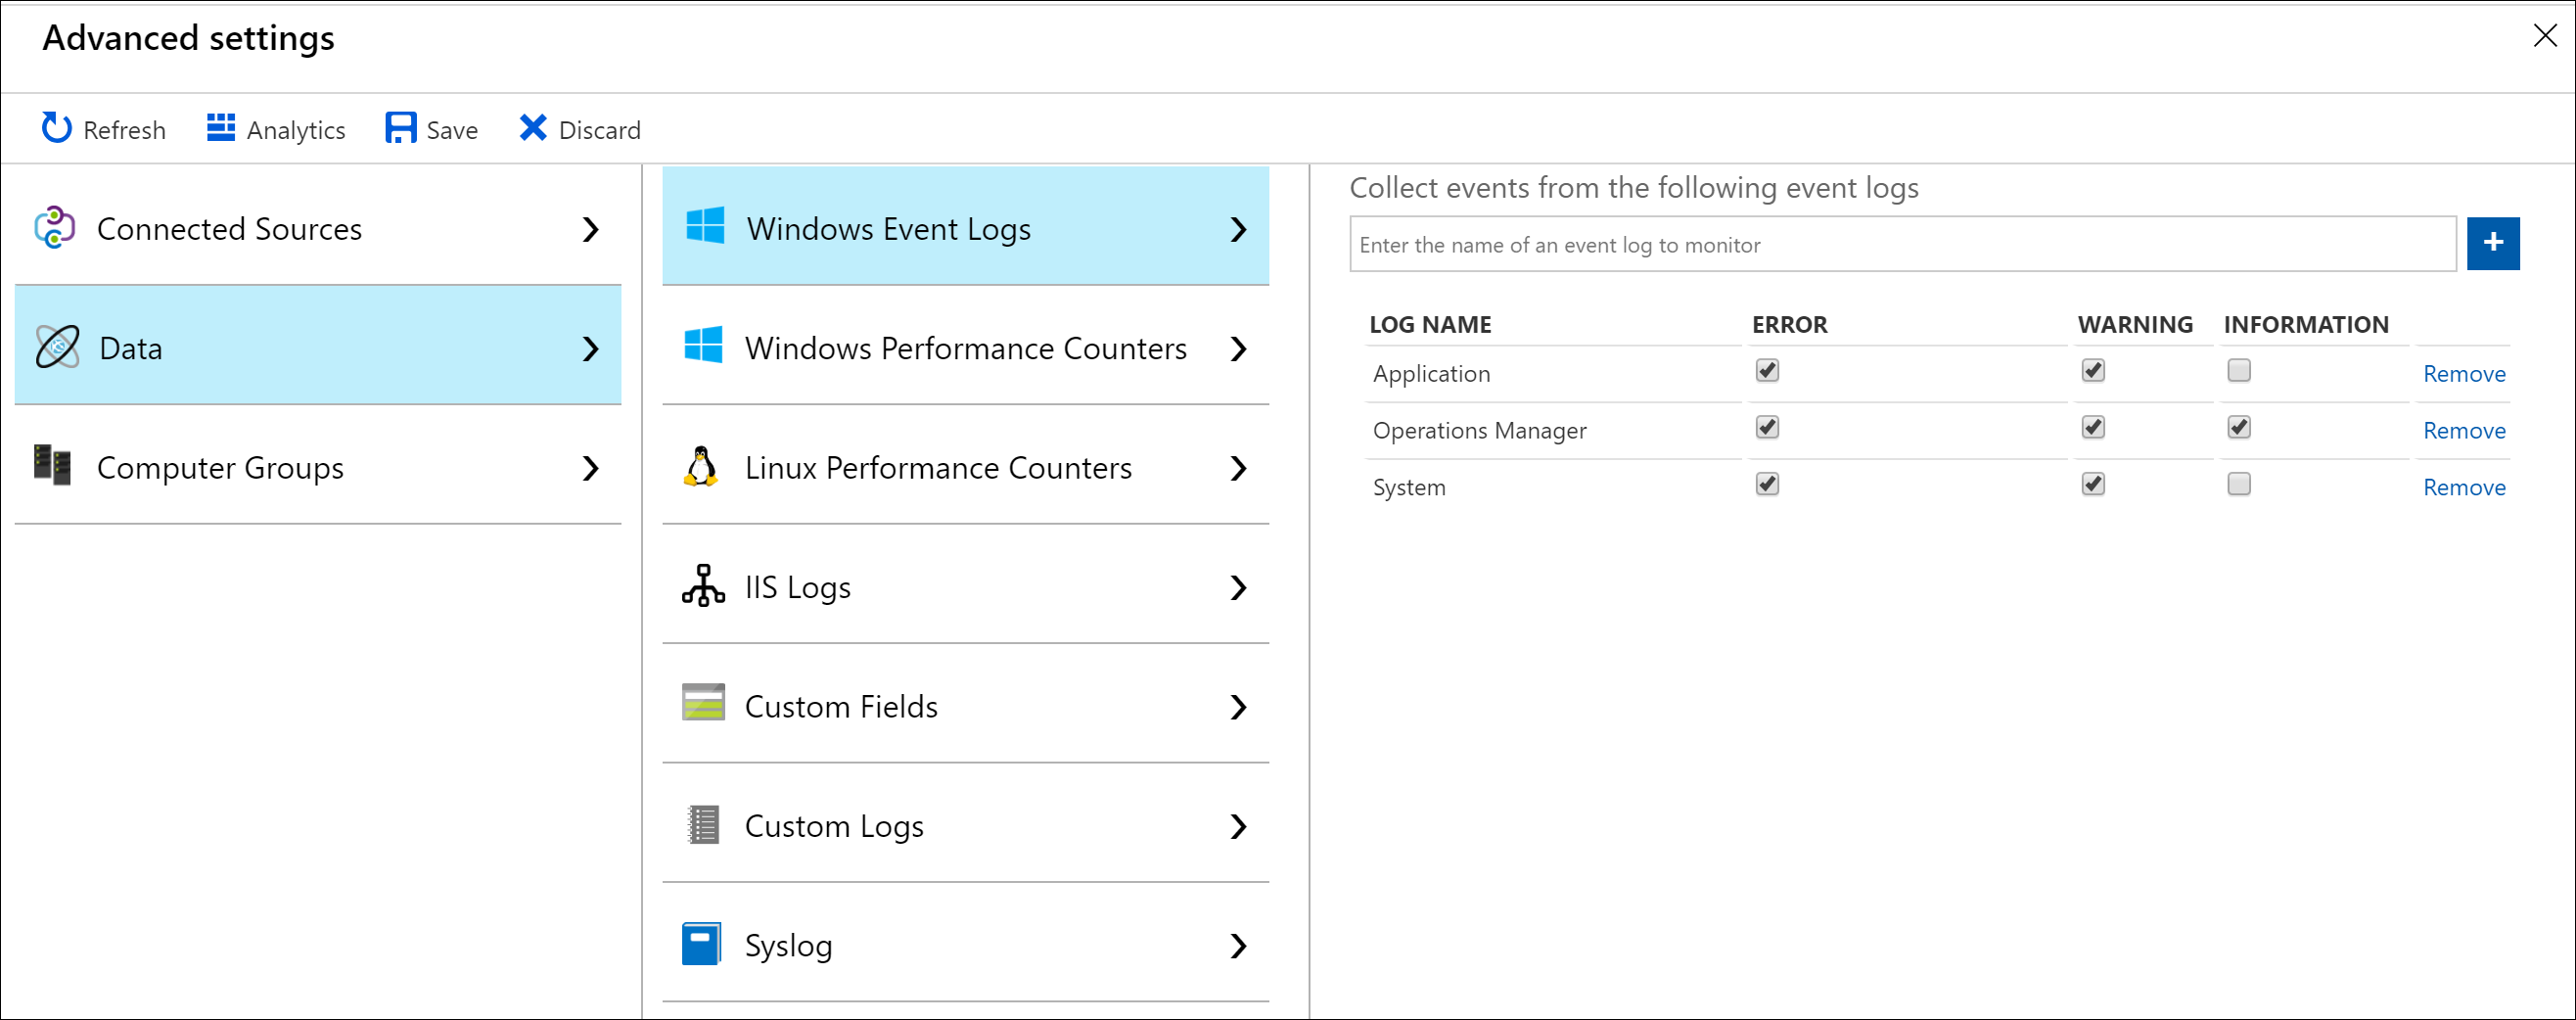 Advanced settings
Refresh Analytics Save Discard
Connected Sources
Data
Computer Groups
Windows Event Logs
Windows Performance Counters
Linux Performance Counters
IIS Logs
Custom Fields
Custom Logs
Syslog
Collect events from the following event logs
Enter the name of an event log to monitor
LOG NAME ERROR WARNING INFORMATION
Application Remove
Operations Manager Remove
System Remove